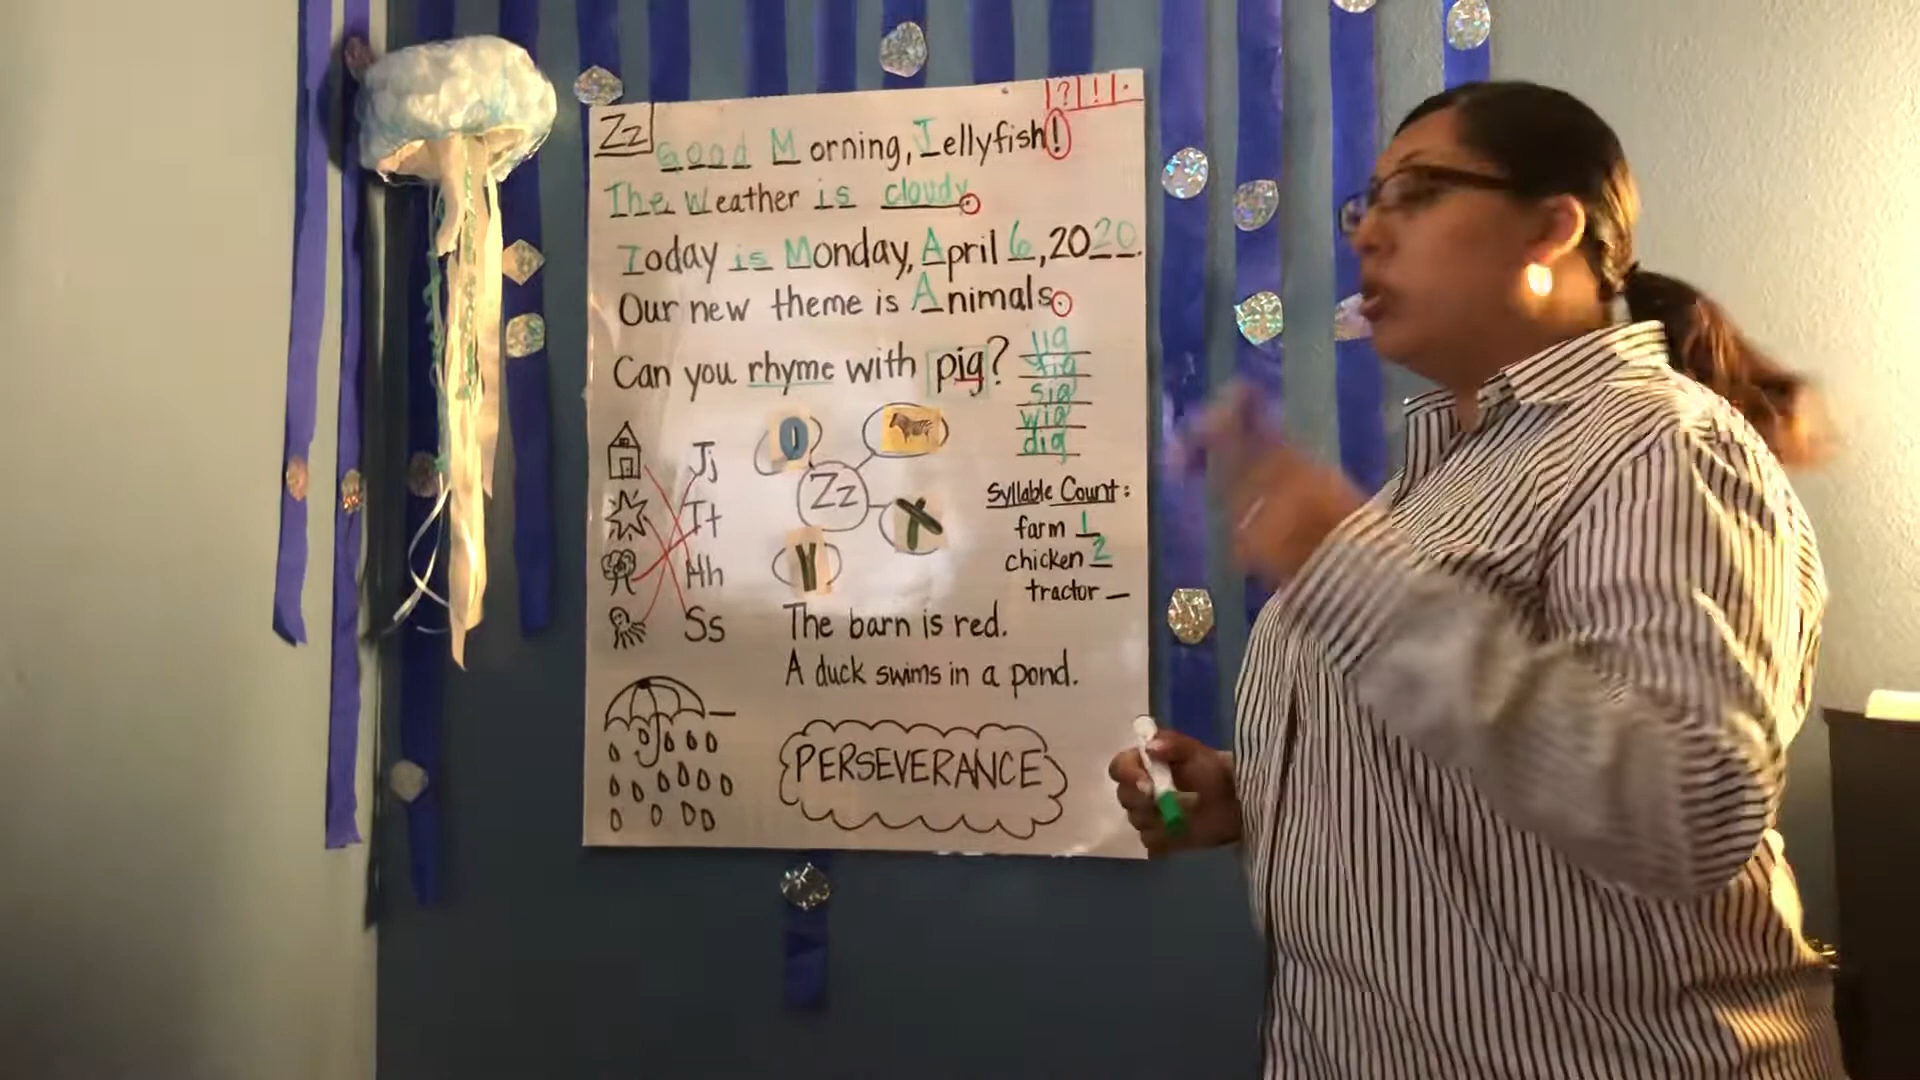 ? ! .
Zz
Good Morning, Jellyfish!
The Weather is cloudy.
Today is Monday, April 6, 2020.
Our new theme is Animals.
Can you rhyme with pig?
sig
wig
dig
Jj
Tt
Hh
Ss
Zz
Syllable Count:
farm 1
chicken 2
tractor _
The barn is red.
A duck swims in a pond.
PERSEVERANCE